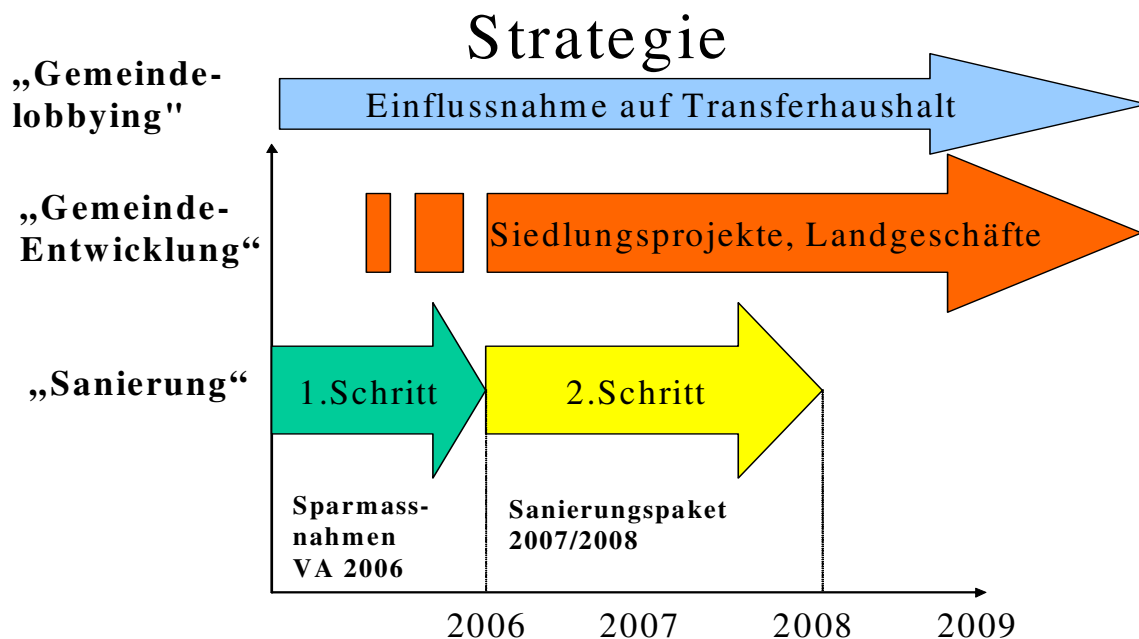 Strategie
„Gemeinde-
lobbying"
Einflussnahme auf Transferhaushalt
„Gemeinde-
Entwicklung“
Siedlungsprojekte, Landgeschäfte
„Sanierung“
1.Schritt
2.Schritt
Sparmass-
nahmen
VA 2006
Sanierungspaket
2007/2008
2006
2007
2008
2009